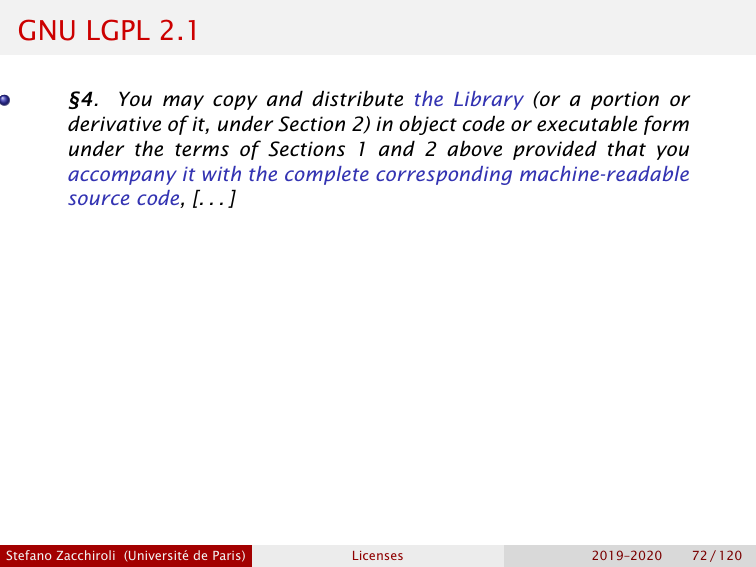 GNU LGPL 2.1
§4. You may copy and distribute the Library (or a portion or
derivative of it, under Section 2) in object code or executable form
under the terms of Sections 1 and 2 above provided that you
accompany it with the complete corresponding machine-readable
source code, [...]
Stefano Zacchiroli (Université de Paris) Licenses 2019–2020 72 / 120